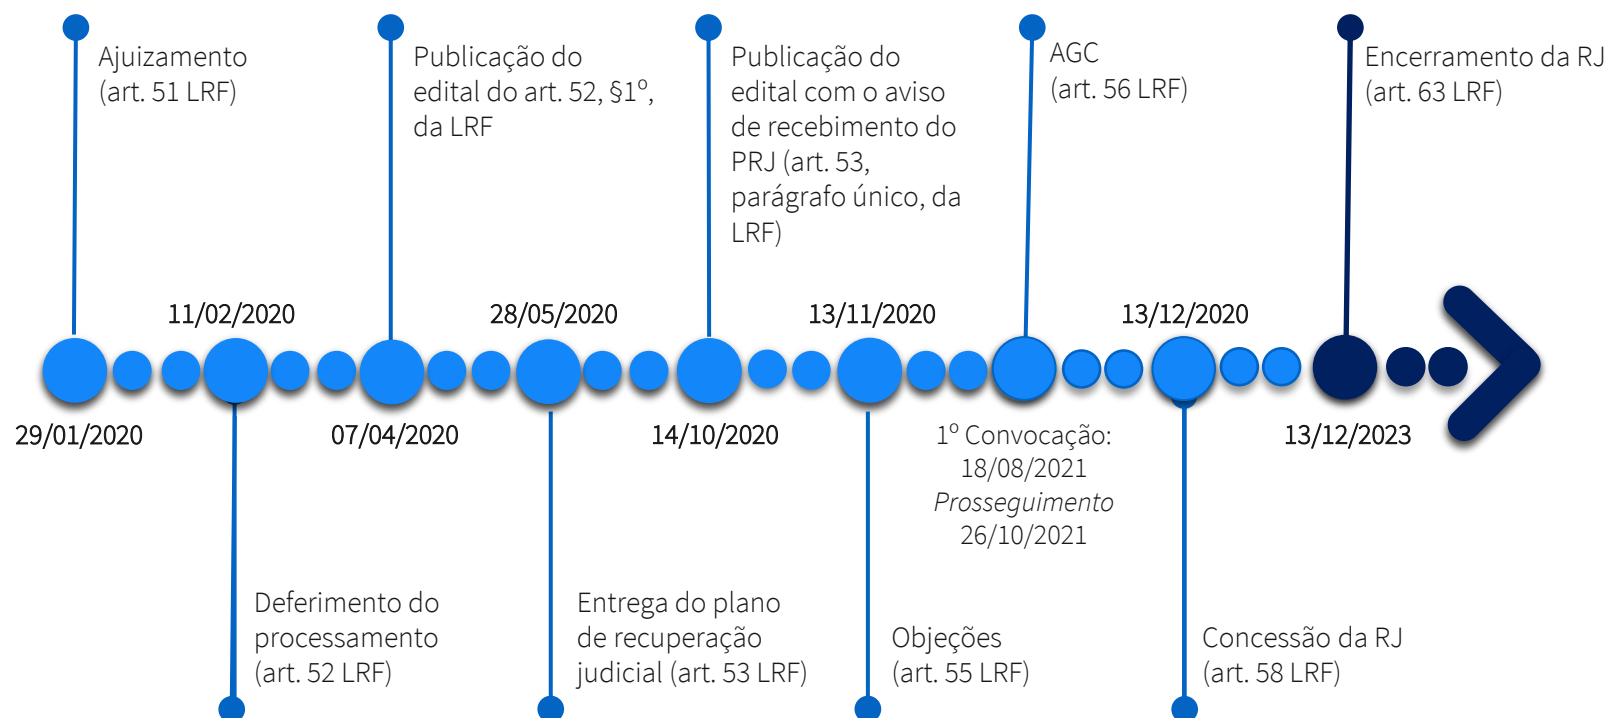 Ajuizamento
(art. 51 LRF)
Publicação do
edital do art. 52, §1º,
da LRF
Publicação do
edital com o aviso
de recebimento do
PRJ (art. 53,
parágrafo único, da
LRF)
AGC
(art. 56 LRF)
Encerramento da RJ
(art. 63 LRF)
11/02/2020
28/05/2020
13/11/2020
13/12/2020
29/01/2020
07/04/2020
14/10/2020
1º Convocação:
18/08/2021
Prosseguimento
26/10/2021
13/12/2023
Deferimento do
processamento
(art. 52 LRF)
Entrega do plano
de recuperação
judicial (art. 53 LRF)
Objeções
(art. 55 LRF)
Concessão da RJ
(art. 58 LRF)